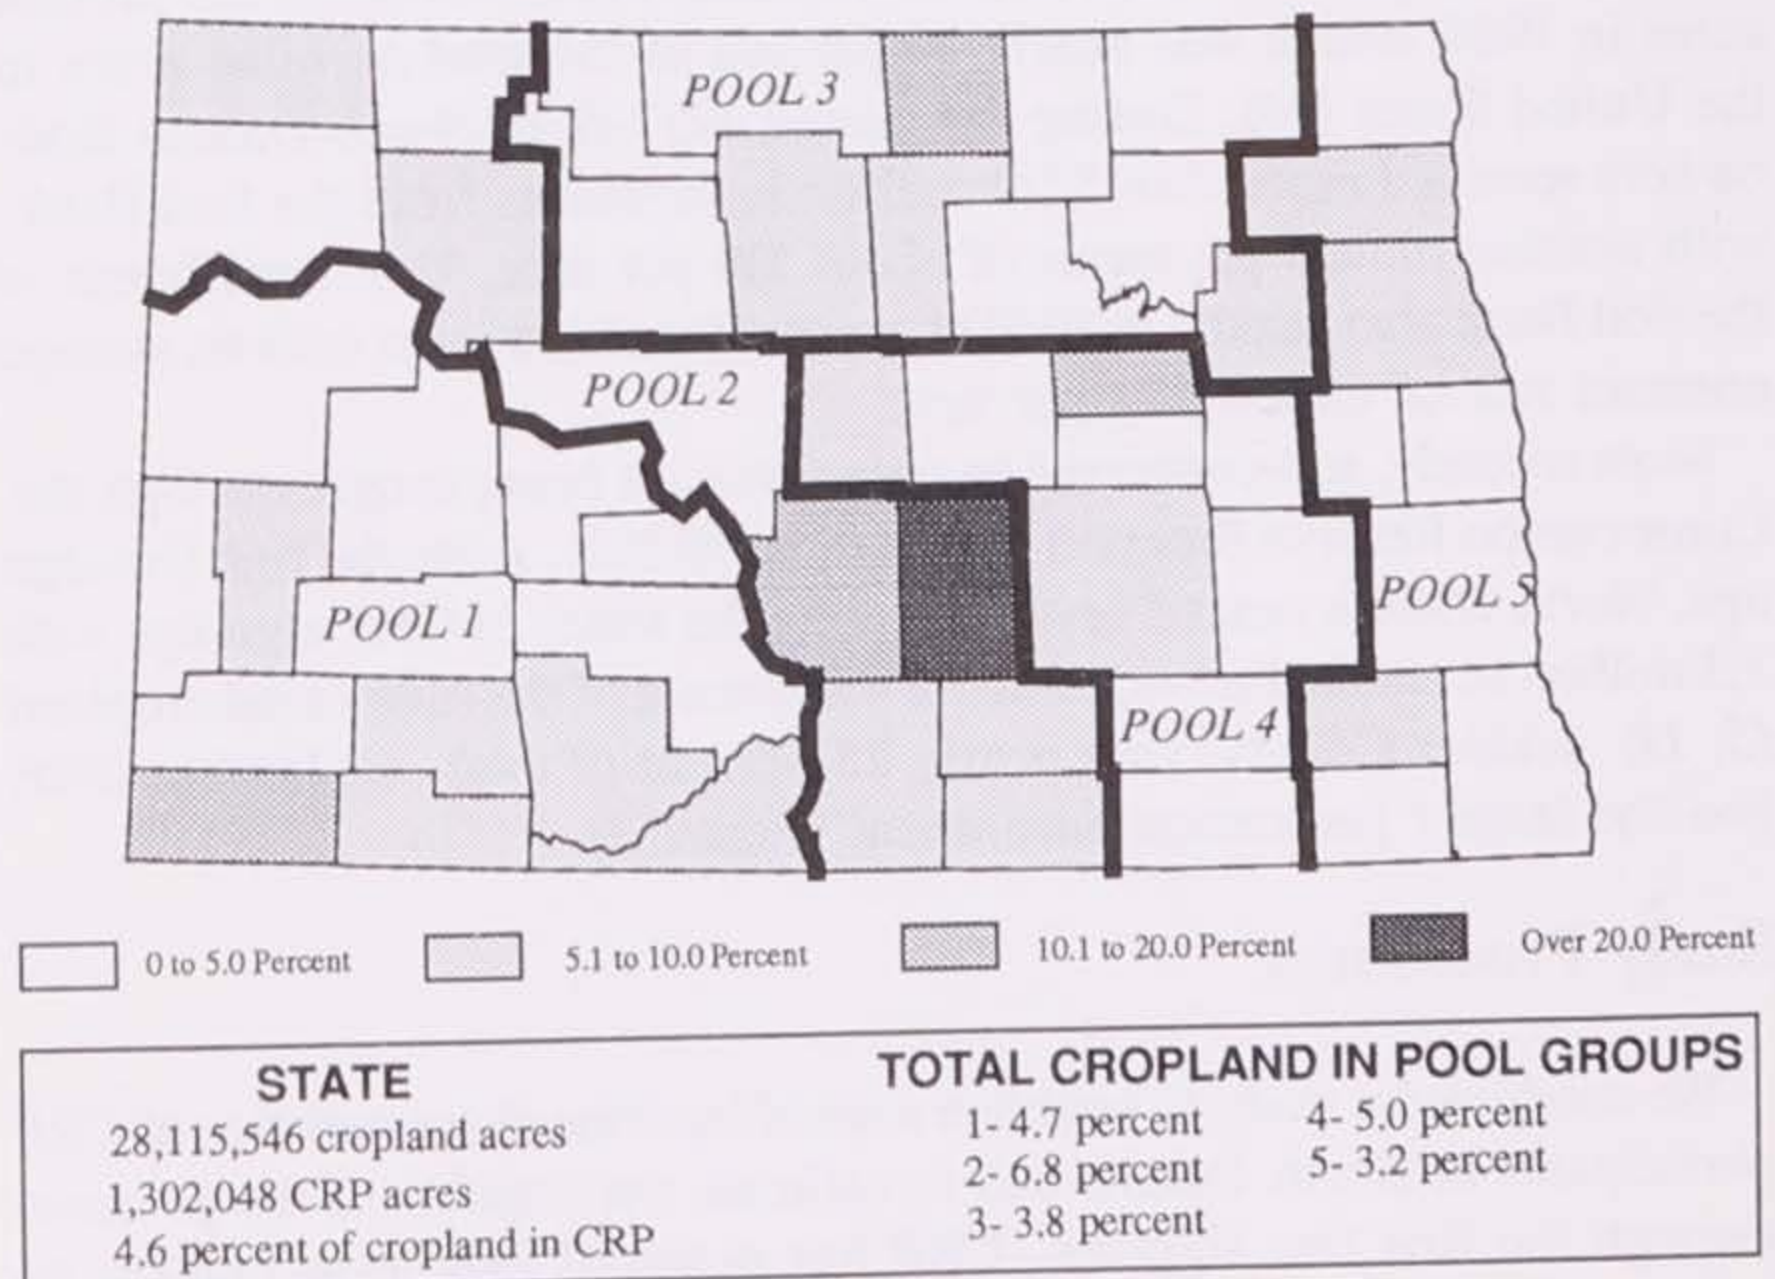 POOL 3
POOL 2
POOL 1
POOL 5
POOL 4
0 to 5.0 Percent
5.1 to 10.0 Percent
10.1 to 20.0 Percent
Over 20.0 Percent
STATE
28,115,546 cropland acres
1,302,048 CRP acres
4.6 percent of cropland in CRP
TOTAL CROPLAND IN POOL GROUPS
1- 4.7 percent
2- 6.8 percent
3- 3.8 percent
4- 5.0 percent
5- 3.2 percent